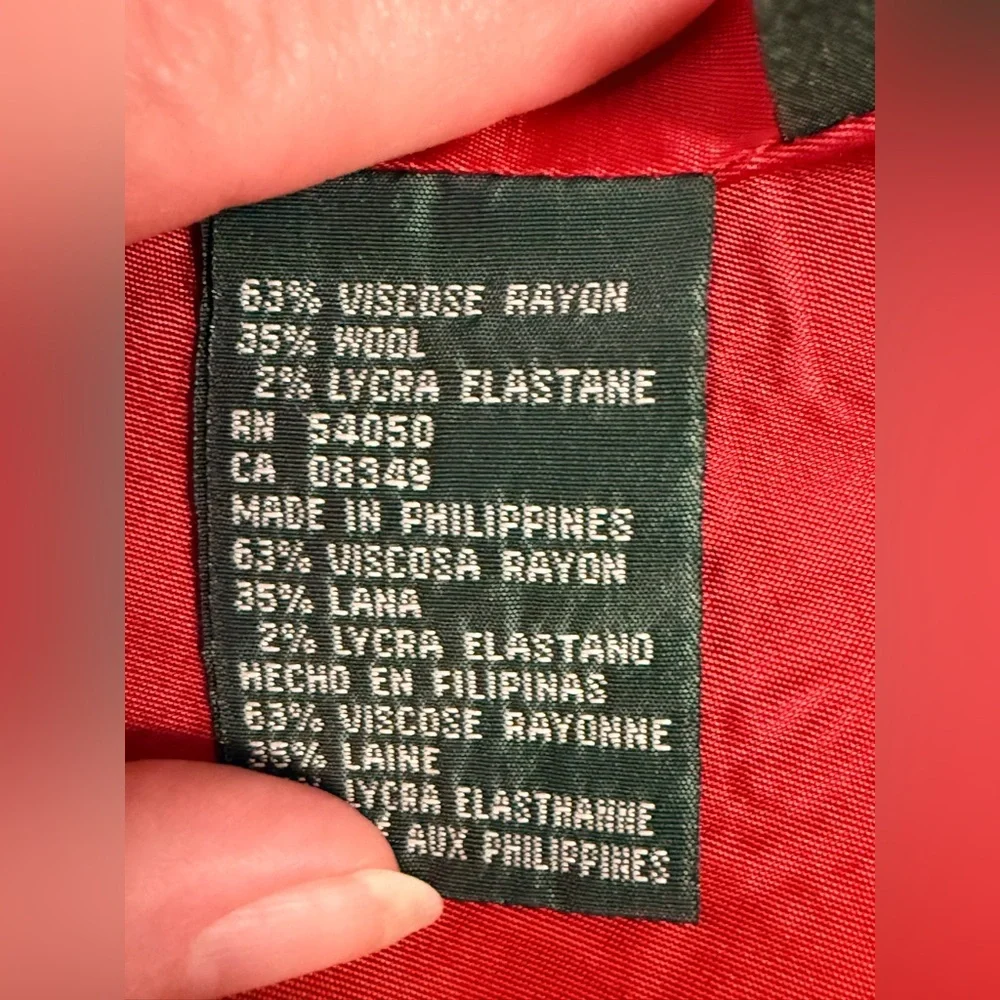 63% VISCOSE RAYON
35% WOOL
2% LYCRA ELASTANE
RN 54050
CA 08349
MADE IN PHILIPPINES
63% VISCOSA RAYON
35% LANA
2% LYCRA ELASTANO
HECHO EN FILIPINAS
63% VISCOSE RAYONNE
35% LAINE
LYCRA ELASTHANNE
AUX PHILIPPINES